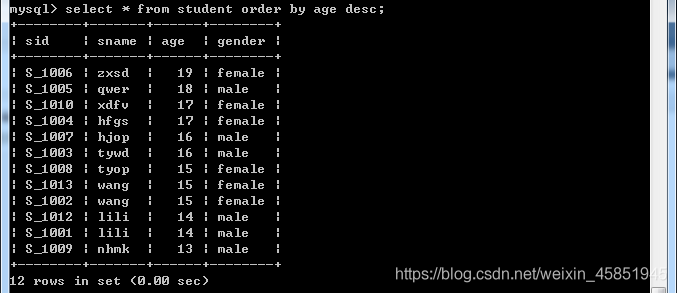 mysql> select * from student order by age desc;
+--------+-------+------+--------+
¦ sid    ¦ sname ¦ age  ¦ gender ¦
+--------+-------+------+--------+
¦ S_1006 ¦ zxsd  ¦   19 ¦ female ¦
¦ S_1005 ¦ qwer  ¦   18 ¦ male   ¦
¦ S_1010 ¦ xdfv  ¦   17 ¦ female ¦
¦ S_1004 ¦ hfgs  ¦   17 ¦ female ¦
¦ S_1007 ¦ hjop  ¦   16 ¦ male   ¦
¦ S_1003 ¦ tywd  ¦   16 ¦ male   ¦
¦ S_1008 ¦ tyop  ¦   15 ¦ female ¦
¦ S_1013 ¦ wang  ¦   15 ¦ female ¦
¦ S_1002 ¦ wang  ¦   15 ¦ female ¦
¦ S_1012 ¦ lili  ¦   14 ¦ male   ¦
¦ S_1001 ¦ lili  ¦   14 ¦ male   ¦
¦ S_1009 ¦ nhmk  ¦   13 ¦ male   ¦
+--------+-------+------+--------+
12 rows in set (0.00 sec)
https://blog.csdn.net/weixin_45851945